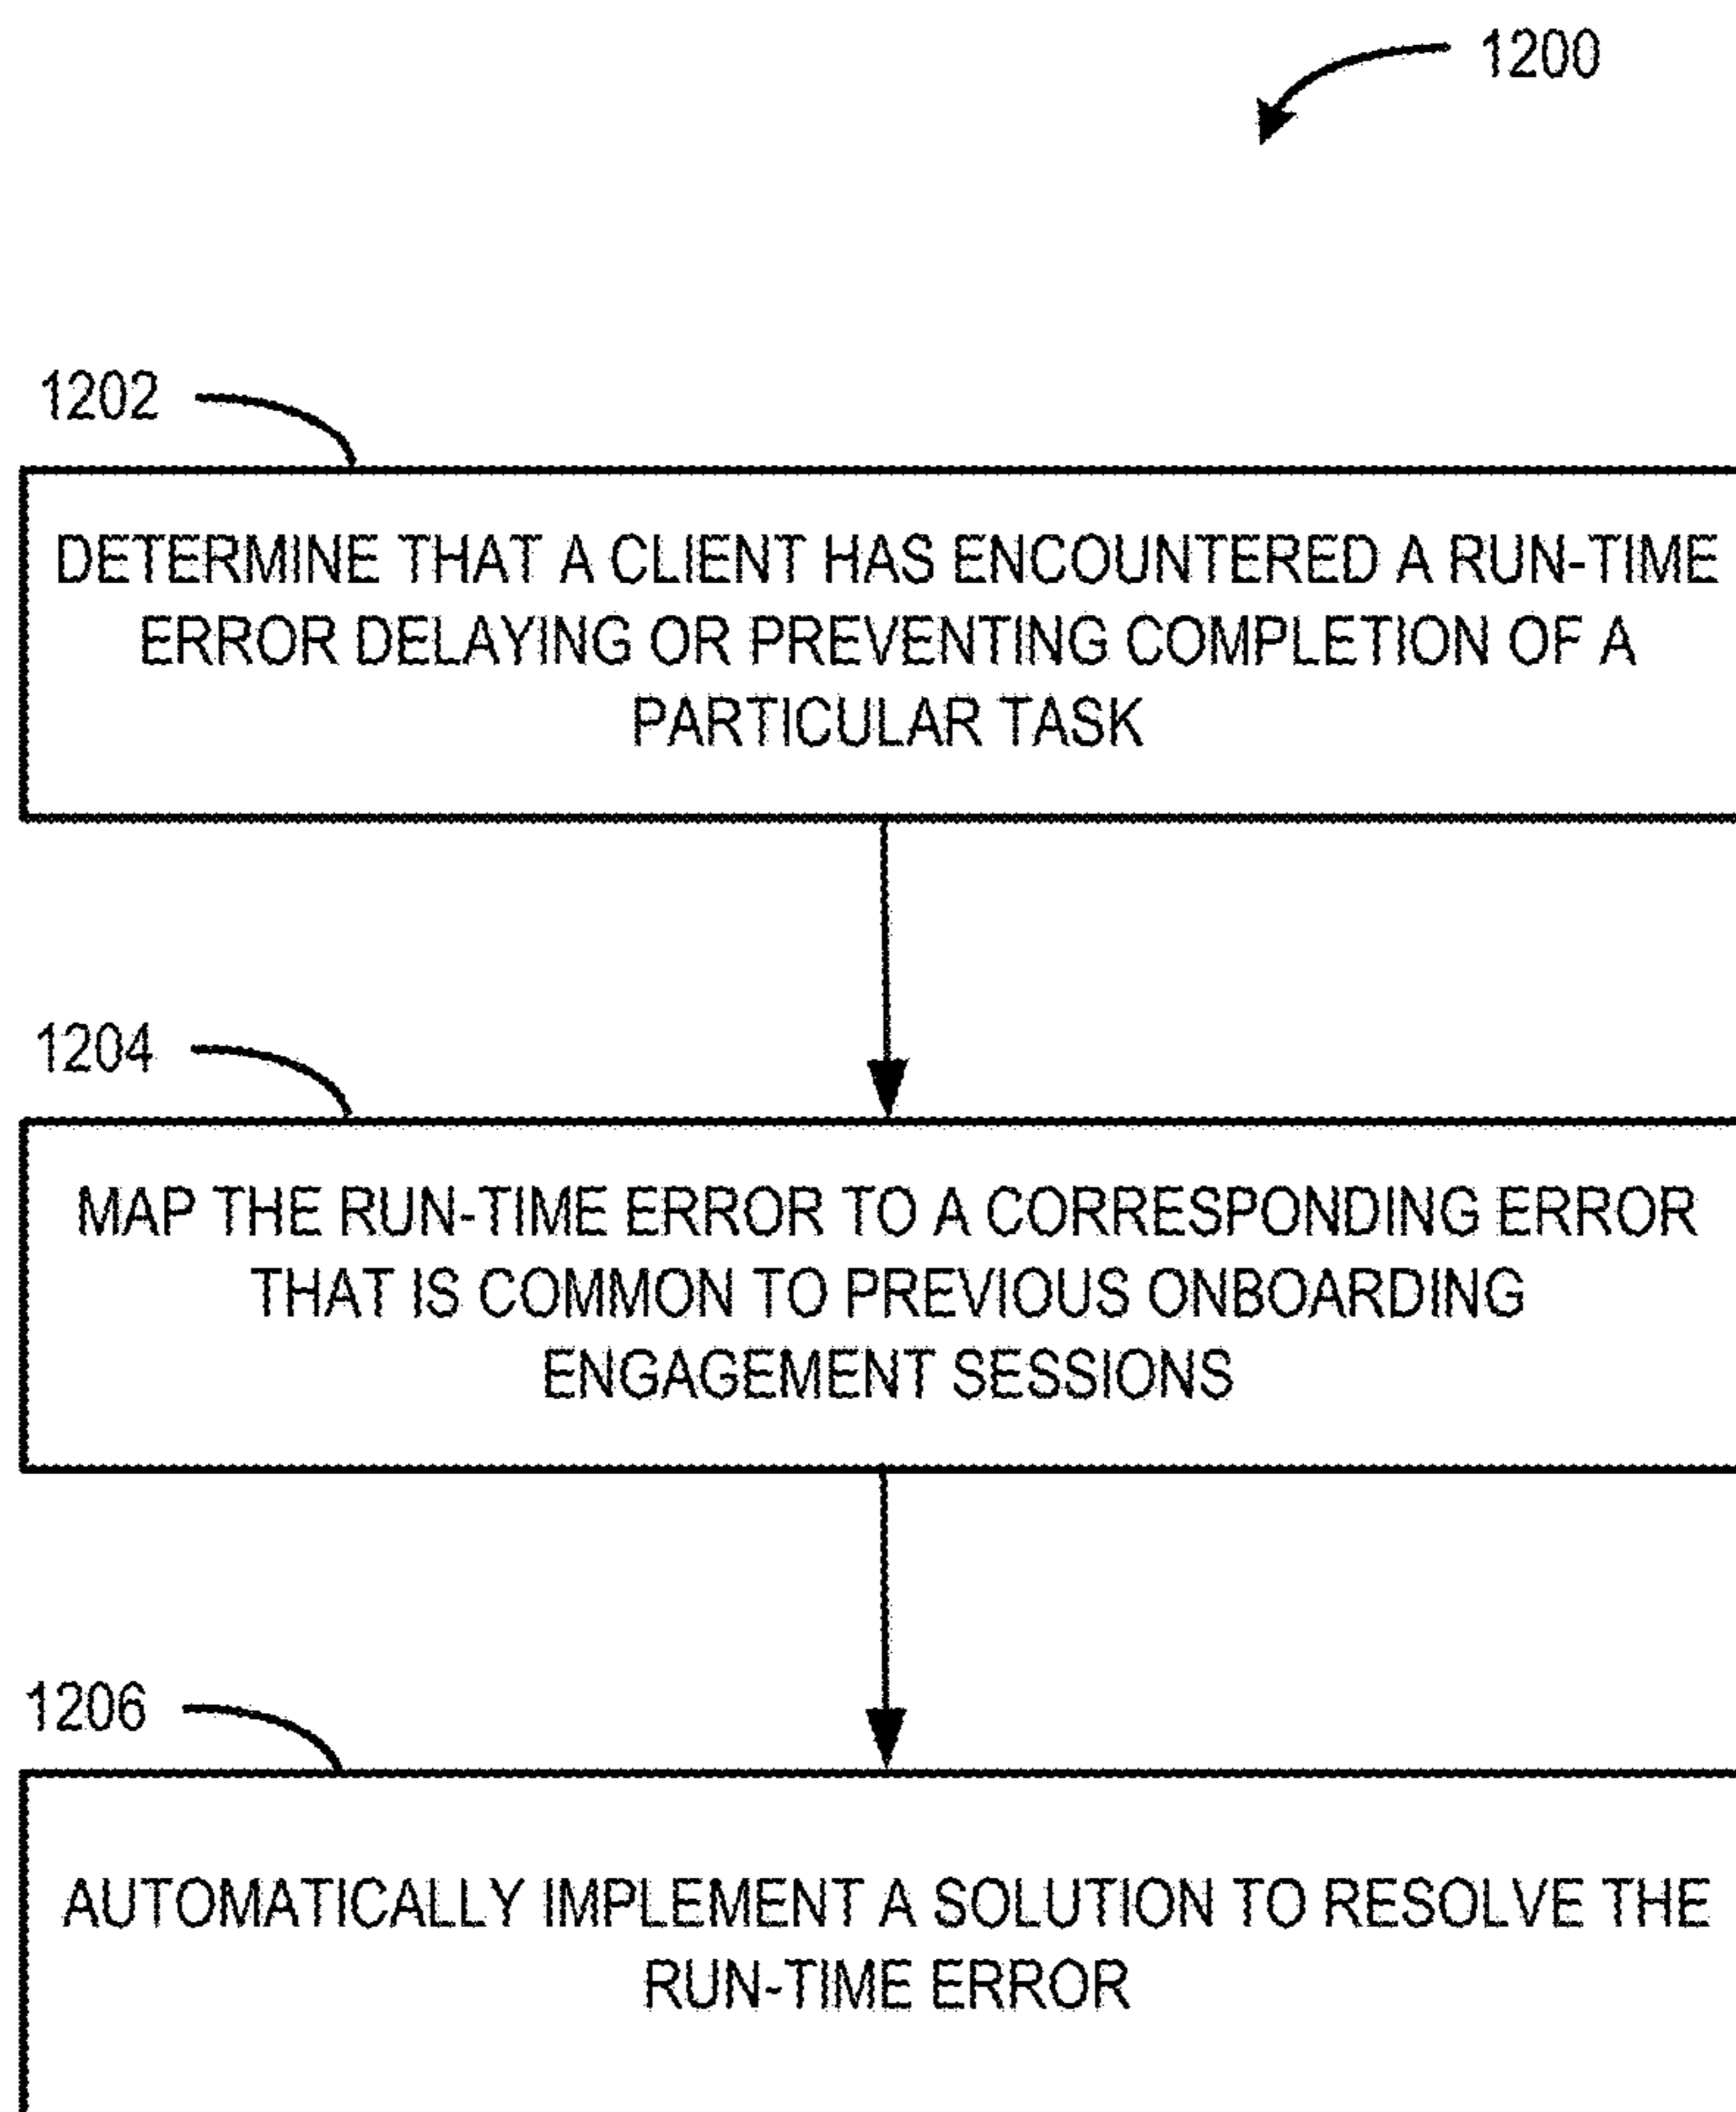 1200
1202
DETERMINE THAT A CLIENT HAS ENCOUNTERED A RUN-TIME
ERROR DELAYING OR PREVENTING COMPLETION OF A
PARTICULAR TASK
1204
MAP THE RUN-TIME ERROR TO A CORRESPONDING ERROR
THAT IS COMMON TO PREVIOUS ONBOARDING
ENGAGEMENT SESSIONS
1206
AUTOMATICALLY IMPLEMENT A SOLUTION TO RESOLVE THE
RUN-TIME ERROR